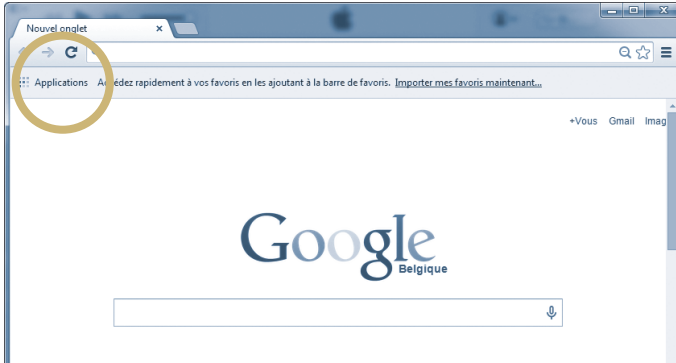 Nouvel onglet
Applications Accédez rapidement à vos favoris en les ajoutant à la barre de favoris. Importer mes favoris maintenant...
+Vous Gmail Imag
Google
Belgique